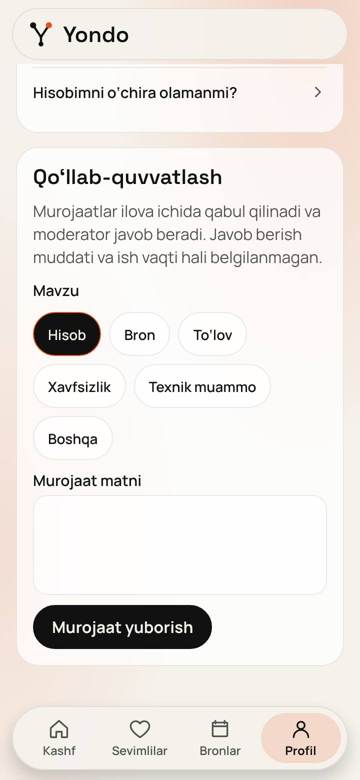 Yondo
Hisobimni o‘chira olamanmi?
Qo‘llab-quvvatlash
Murojaatlar ilova ichida qabul qilinadi va
moderator javob beradi. Javob berish
muddati va ish vaqti hali belgilanmagan.
Mavzu
Hisob Bron To‘lov
Xavfsizlik Texnik muammo
Boshqa
Murojaat matni
Murojaat yuborish
Kashf Sevimlilar Bronlar Profil